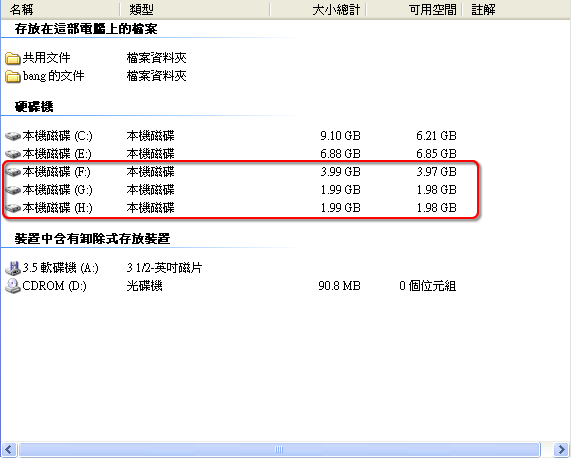 名稱 類型 大小總計 可用空間 註解
存放在這部電腦上的檔案
共用文件 檔案資料夾
bang 的文件 檔案資料夾
硬碟機
本機磁碟 (C:) 本機磁碟 9.10 GB 6.21 GB
本機磁碟 (E:) 本機磁碟 6.88 GB 6.85 GB
本機磁碟 (F:) 本機磁碟 3.99 GB 3.97 GB
本機磁碟 (G:) 本機磁碟 1.99 GB 1.98 GB
本機磁碟 (H:) 本機磁碟 1.99 GB 1.98 GB
裝置中含有卸除式存放裝置
3.5 軟碟機 (A:) 3 1/2-英吋磁片
CDROM (D:) 光碟機 90.8 MB 0 個位元組